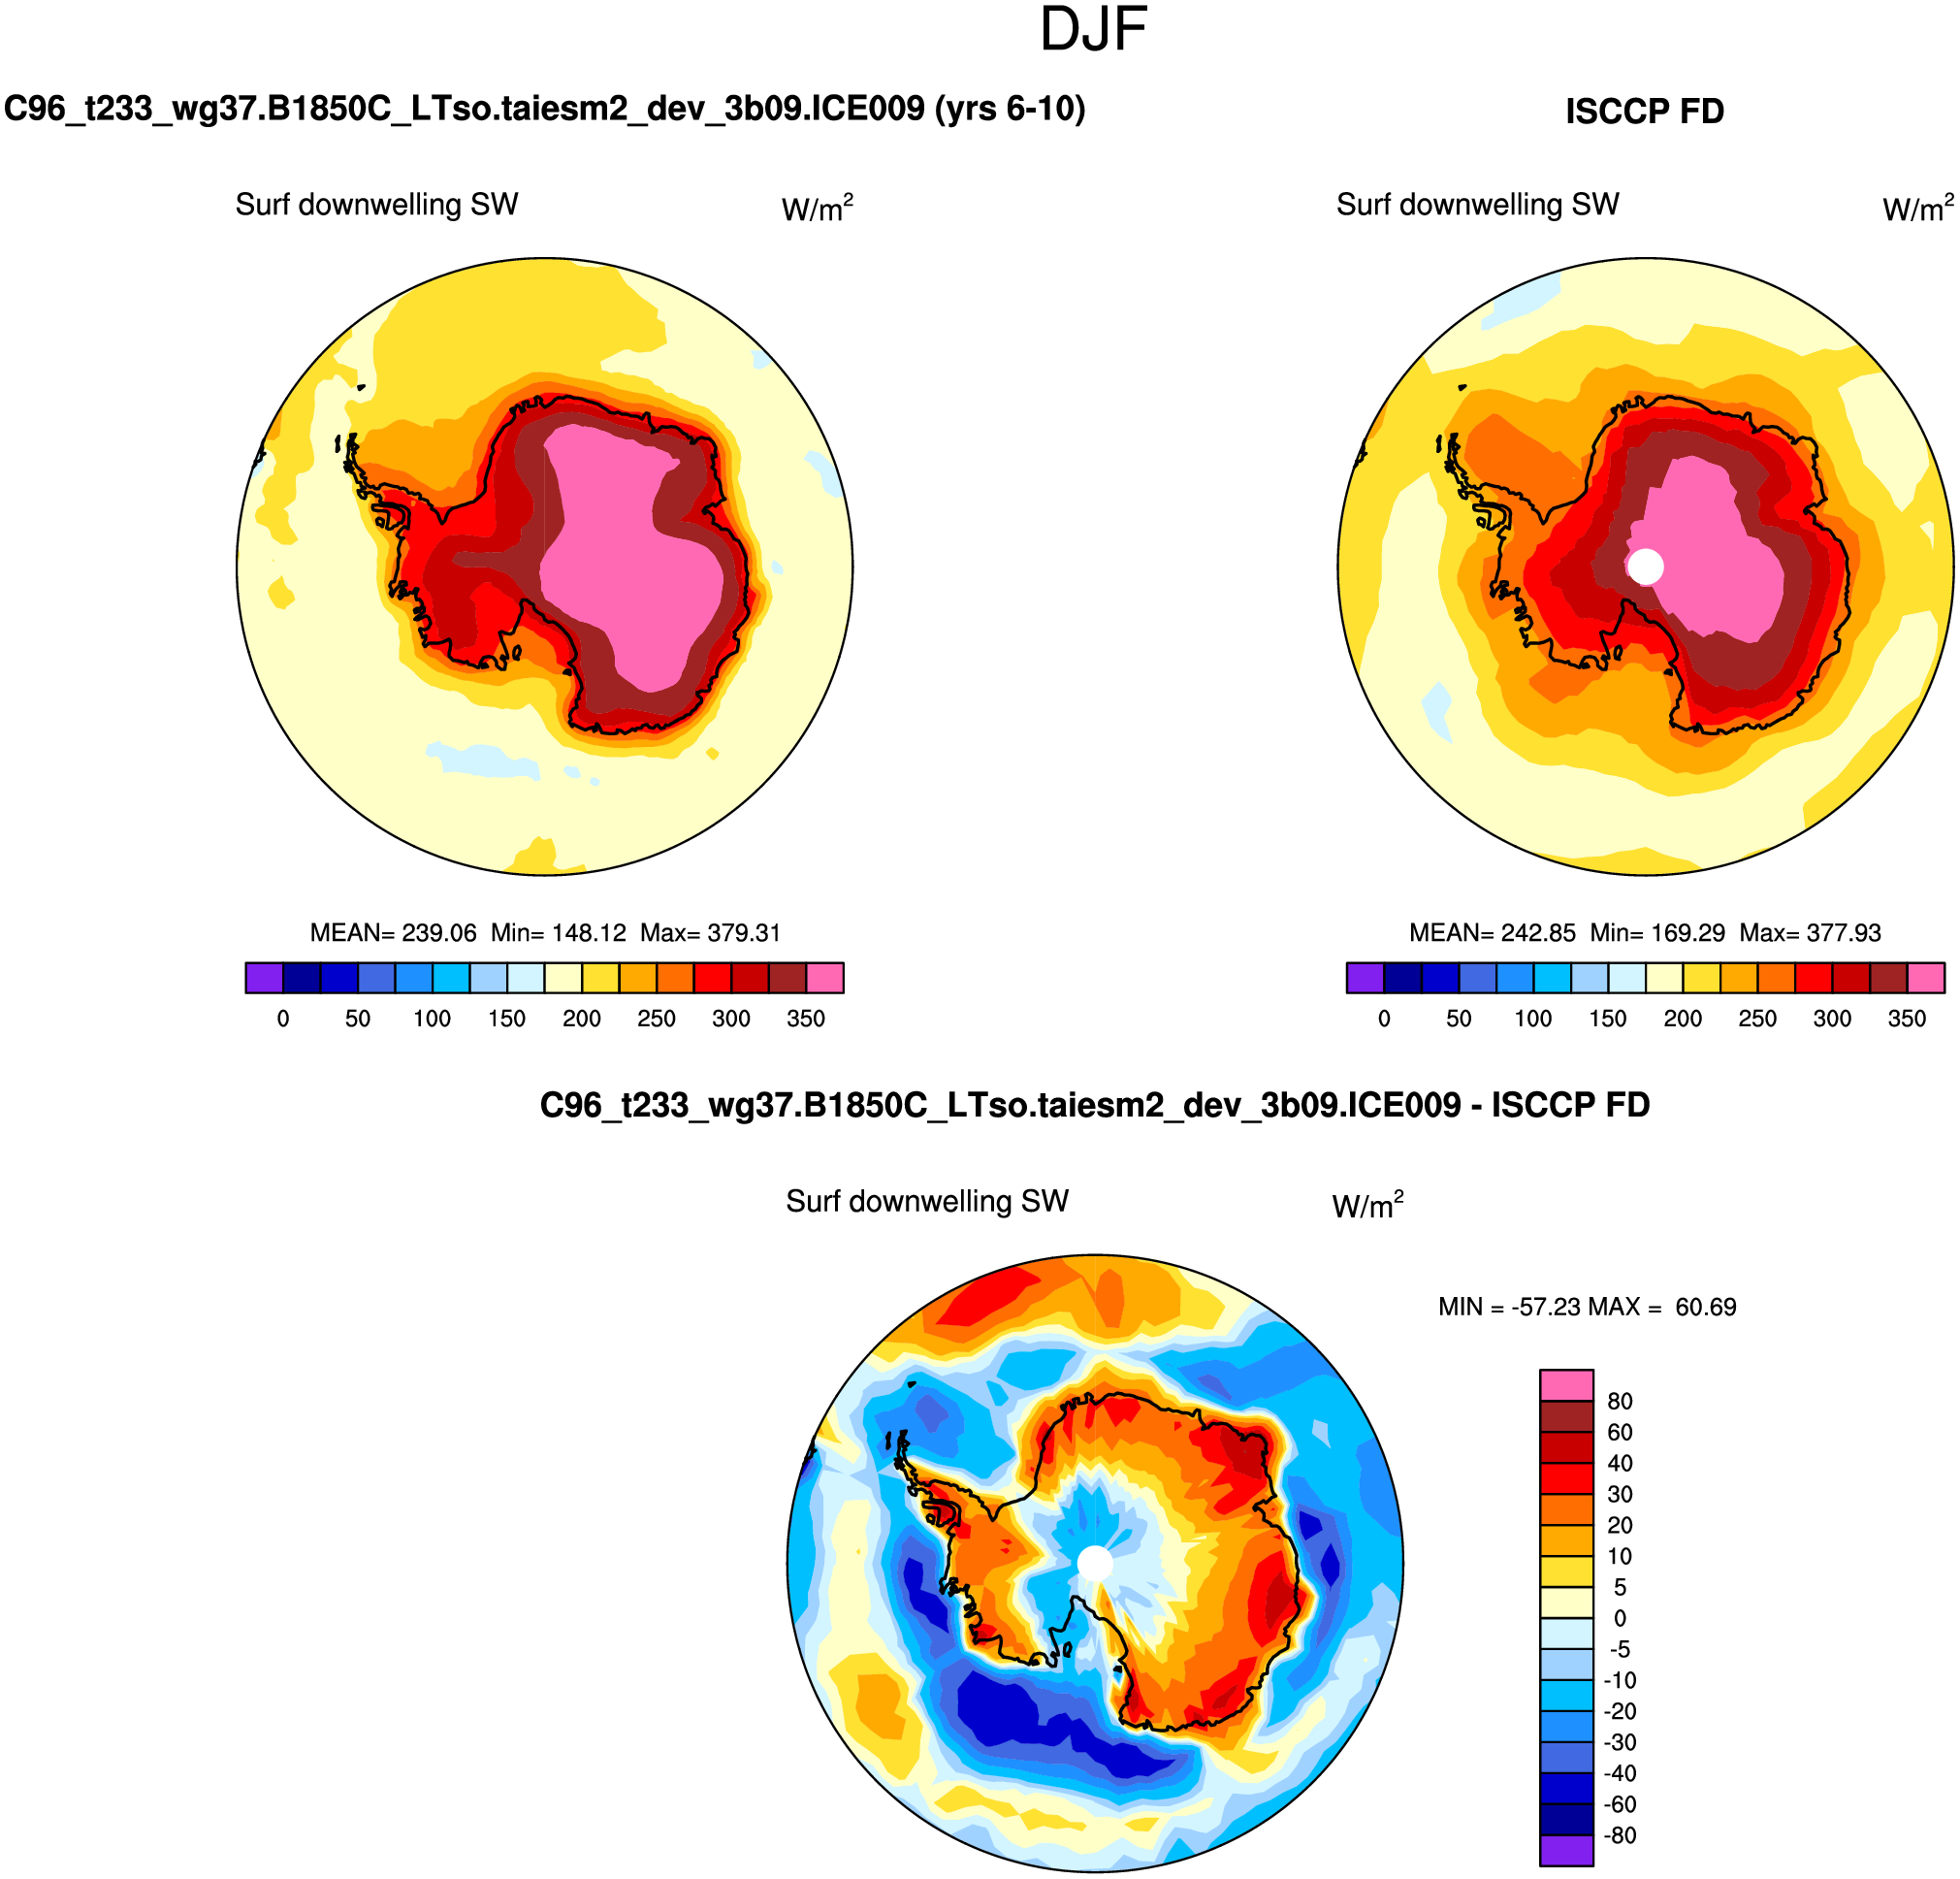 DJF
C96_t233_wg37.B1850C_LTso.taiesm2_dev_3b09.ICE009 (yrs 6-10)
ISCCP FD
Surf downwelling SW W/m²
Surf downwelling SW W/m²
MEAN= 239.06 Min= 148.12 Max= 379.31
MEAN= 242.85 Min= 169.29 Max= 377.93
0 50 100 150 200 250 300 350
0 50 100 150 200 250 300 350
C96_t233_wg37.B1850C_LTso.taiesm2_dev_3b09.ICE009 - ISCCP FD
Surf downwelling SW W/m²
MIN = -57.23 MAX = 60.69
80
60
40
30
20
10
5
0
-5
-10
-20
-30
-40
-60
-80